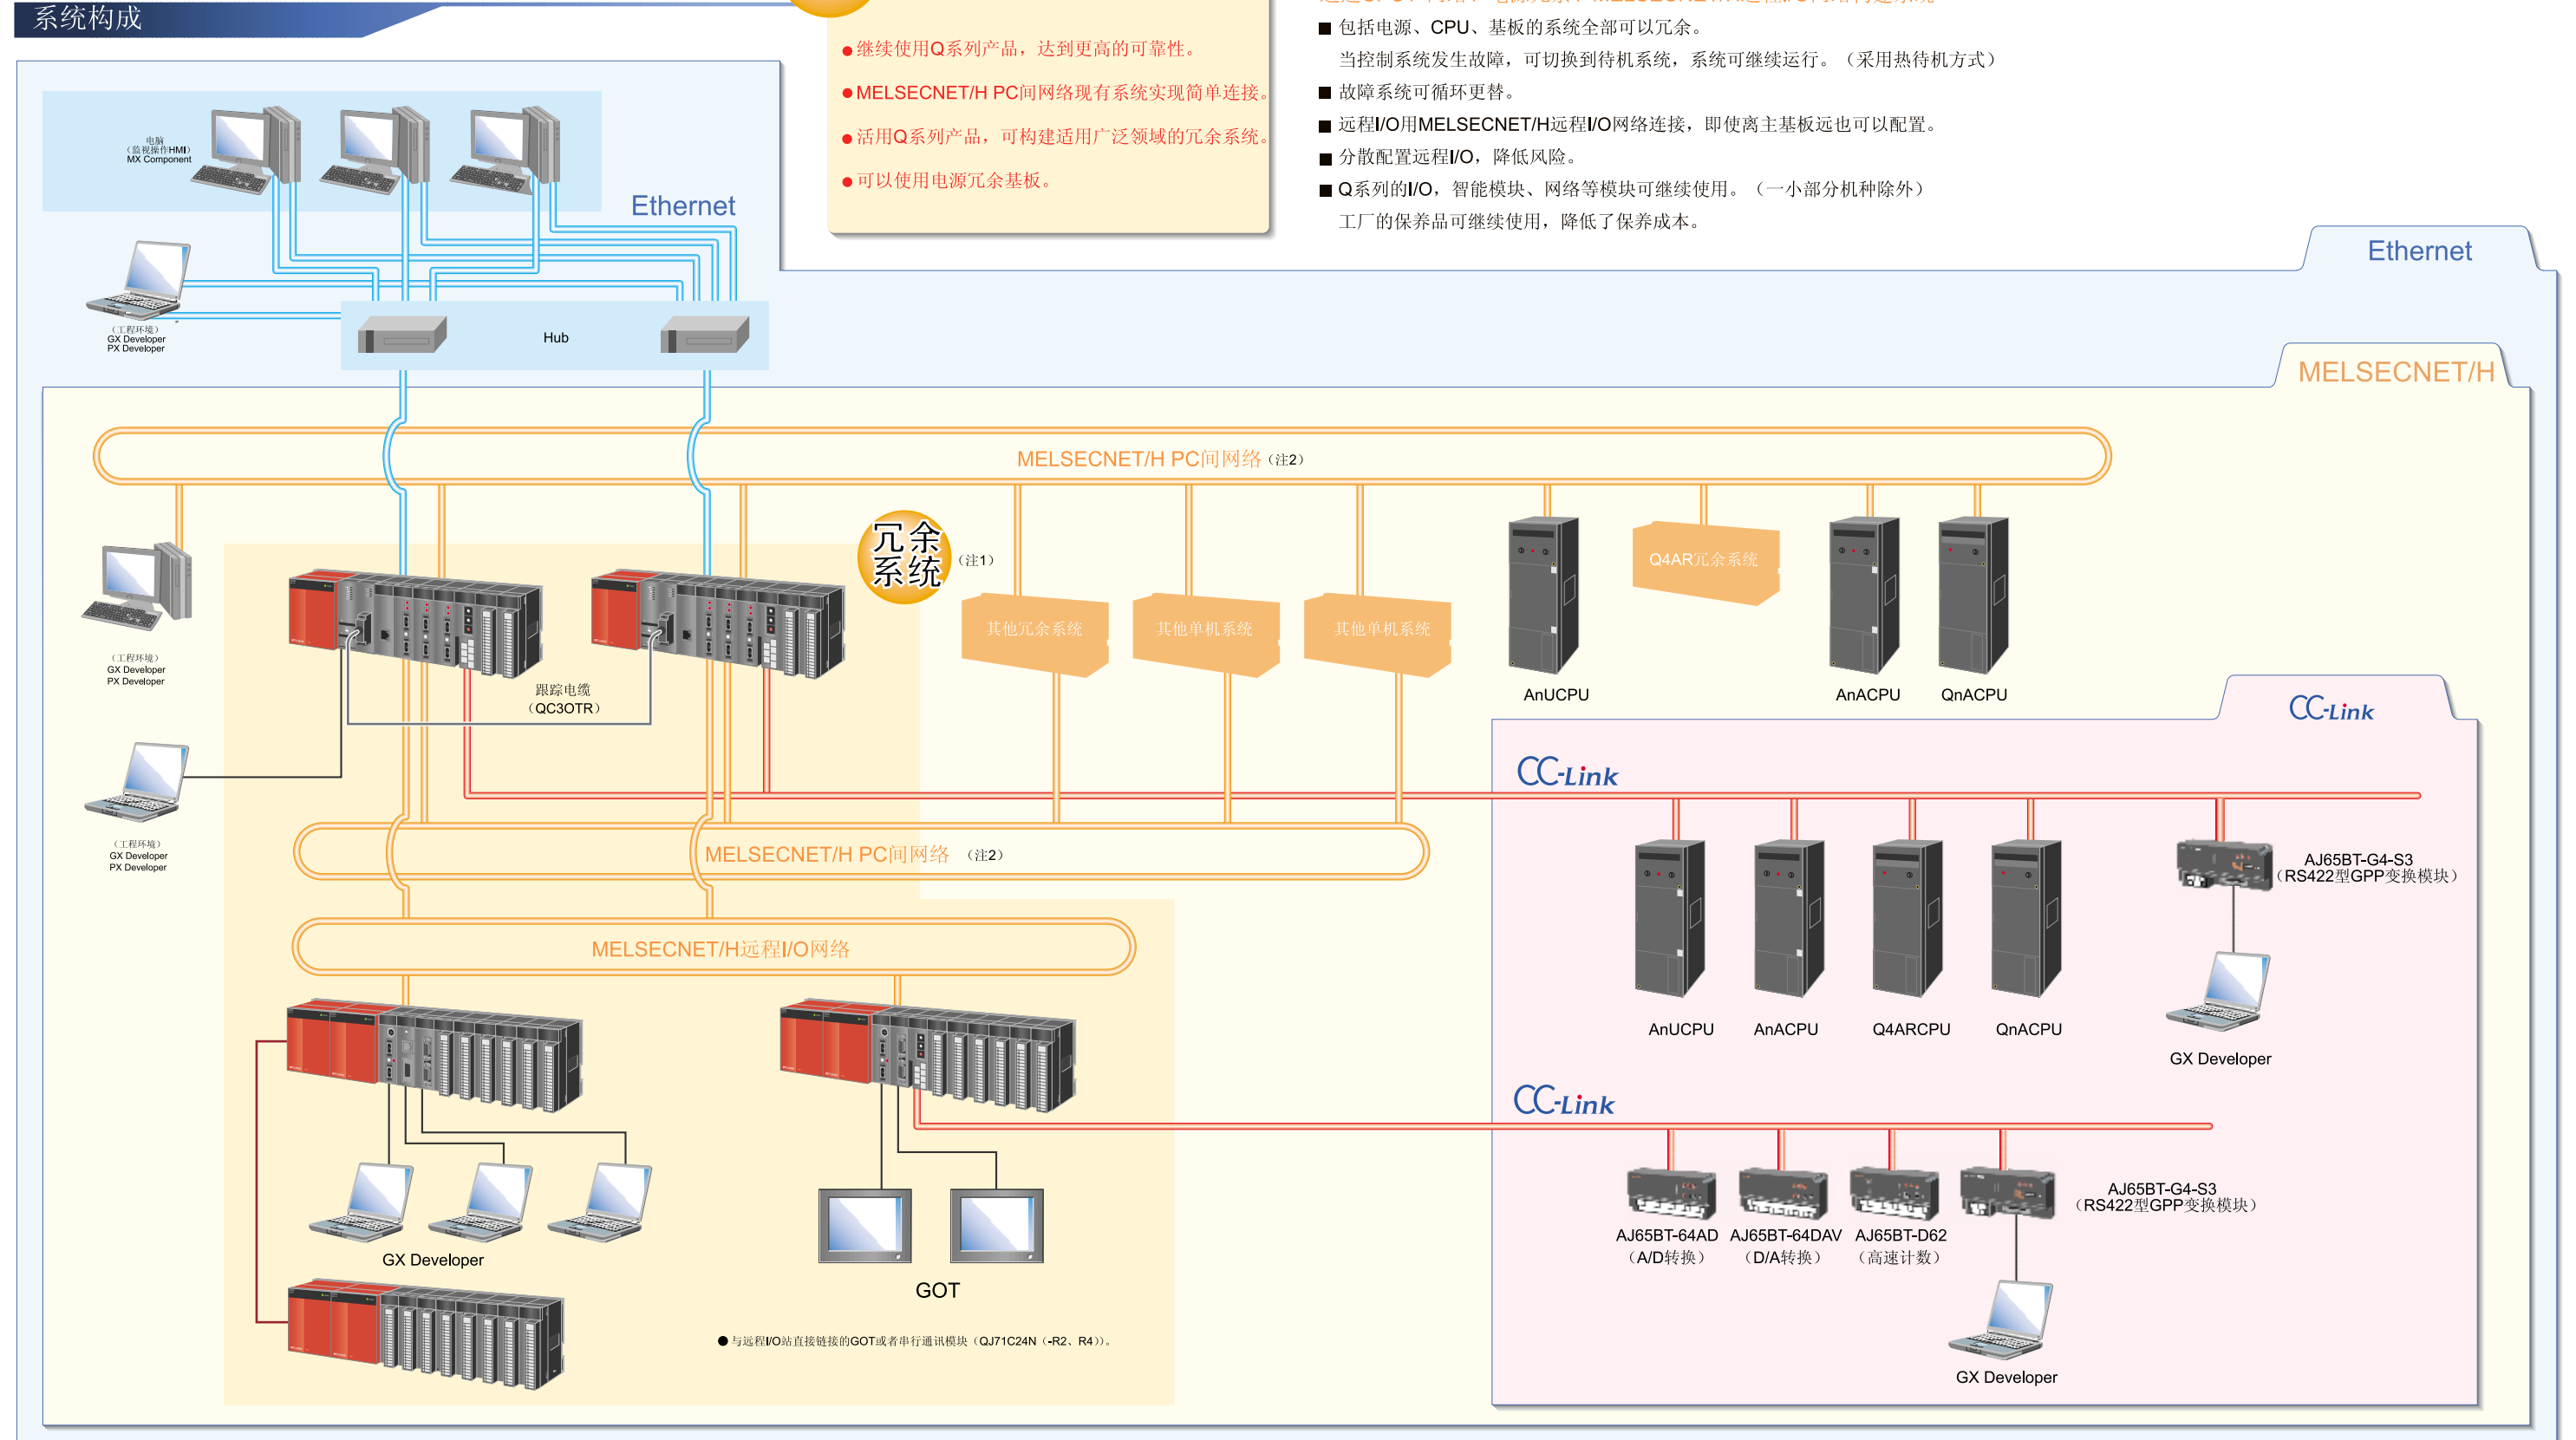 系统构成
●继续使用Q系列产品，达到更高的可靠性。
●MELSECNET/H PC间网络现有系统实现简单连接。
●活用Q系列产品，可构建适用广泛领域的冗余系统。
●可以使用电源冗余基板。
■ 包括电源、CPU、基板的系统全部可以冗余。
当控制系统发生故障，可切换到待机系统，系统可继续运行。（采用热待机方式）
■ 故障系统可循环更替。
■ 远程I/O用MELSECNET/H远程I/O网络连接，即使离主基板远也可以配置。
■ 分散配置远程I/O，降低风险。
■ Q系列的I/O，智能模块、网络等模块可继续使用。（一小部分机种除外）
工厂的保养品可继续使用，降低了保养成本。
电脑
（监视操作HMI）
MX Component
Ethernet
Ethernet
（工程环境）
GX Developer
PX Developer
Hub
MELSECNET/H
MELSECNET/H PC间网络（注2）
冗余
系统
（注1）
（工程环境）
GX Developer
PX Developer
跟踪电缆
（QC3OTR）
其他冗余系统
其他单机系统
其他单机系统
Q4AR冗余系统
AnUCPU
AnACPU
QnACPU
CC-Link
CC-Link
（工程环境）
GX Developer
PX Developer
MELSECNET/H PC间网络 （注2）
AJ65BT-G4-S3
（RS422型GPP变换模块）
MELSECNET/H远程I/O网络
AnUCPU
AnACPU
Q4ARCPU
QnACPU
GX Developer
CC-Link
GX Developer
GOT
AJ65BT-64AD
（A/D转换）
AJ65BT-64DAV
（D/A转换）
AJ65BT-D62
（高速计数）
AJ65BT-G4-S3
（RS422型GPP变换模块）
GX Developer
●与远程I/O站直接链接的GOT或者串行通讯模块（QJ71C24N（-R2、R4））。